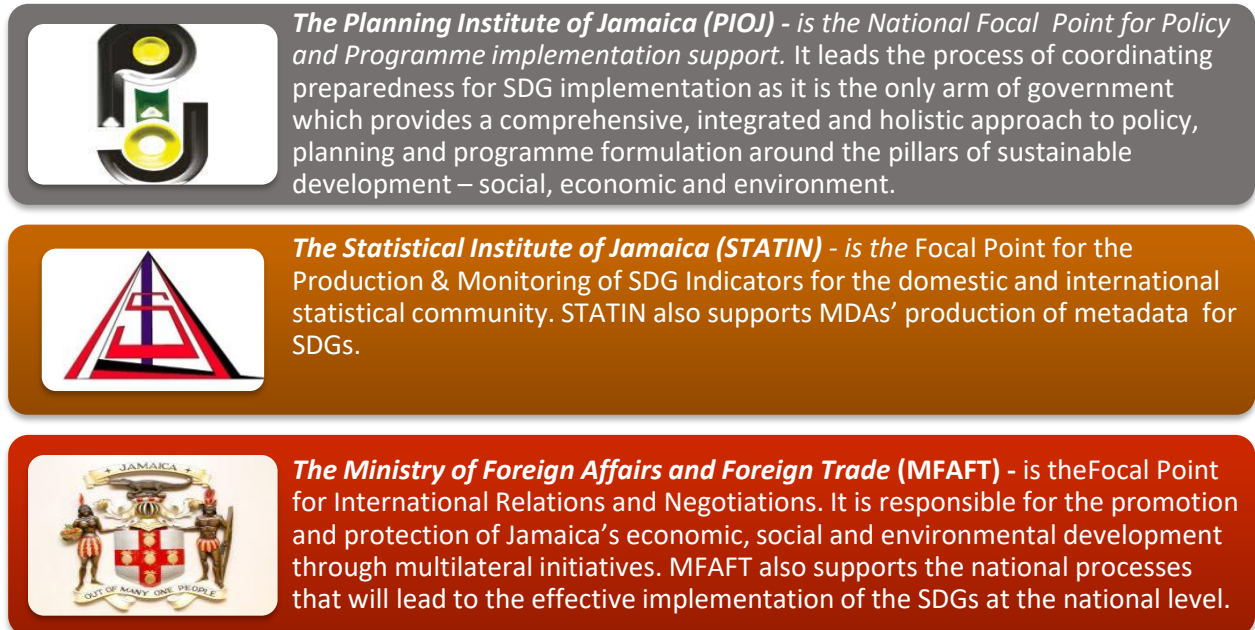 The Planning Institute of Jamaica (PIOJ) - is the National Focal  Point for Policy
and Programme implementation support. It leads the process of coordinating
preparedness for SDG implementation as it is the only arm of government
which provides a comprehensive, integrated and holistic approach to policy,
planning and programme formulation around the pillars of sustainable
development – social, economic and environment.
The Statistical Institute of Jamaica (STATIN) - is the Focal Point for the
Production & Monitoring of SDG Indicators for the domestic and international
statistical community. STATIN also supports MDAs’ production of metadata  for
SDGs.
JAMAICA
OUT OF MANY ONE PEOPLE
The Ministry of Foreign Affairs and Foreign Trade (MFAFT) - is theFocal Point
for International Relations and Negotiations. It is responsible for the promotion
and protection of Jamaica’s economic, social and environmental development
through multilateral initiatives. MFAFT also supports the national processes
that will lead to the effective implementation of the SDGs at the national level.